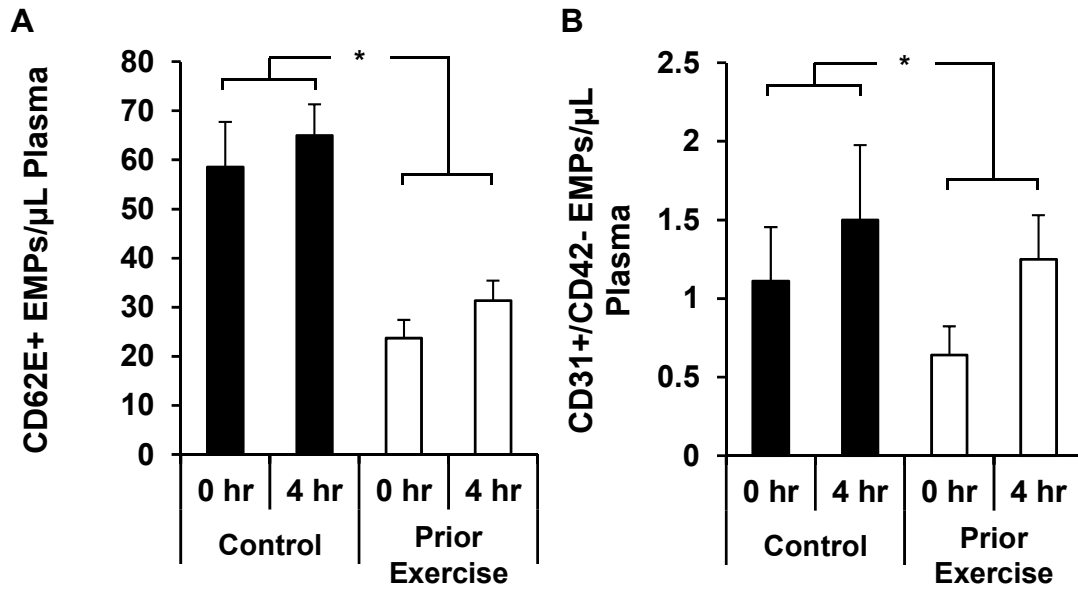 A
CD62E+ EMPs/µL Plasma
80
70
60
50
40
30
20
10
0
*
0 hr
4 hr
0 hr
4 hr
Control
Prior
Exercise
B
CD31+/CD42- EMPs/µL
Plasma
2.5
2
1.5
1
0.5
0
*
0 hr
4 hr
0 hr
4 hr
Control
Prior
Exercise